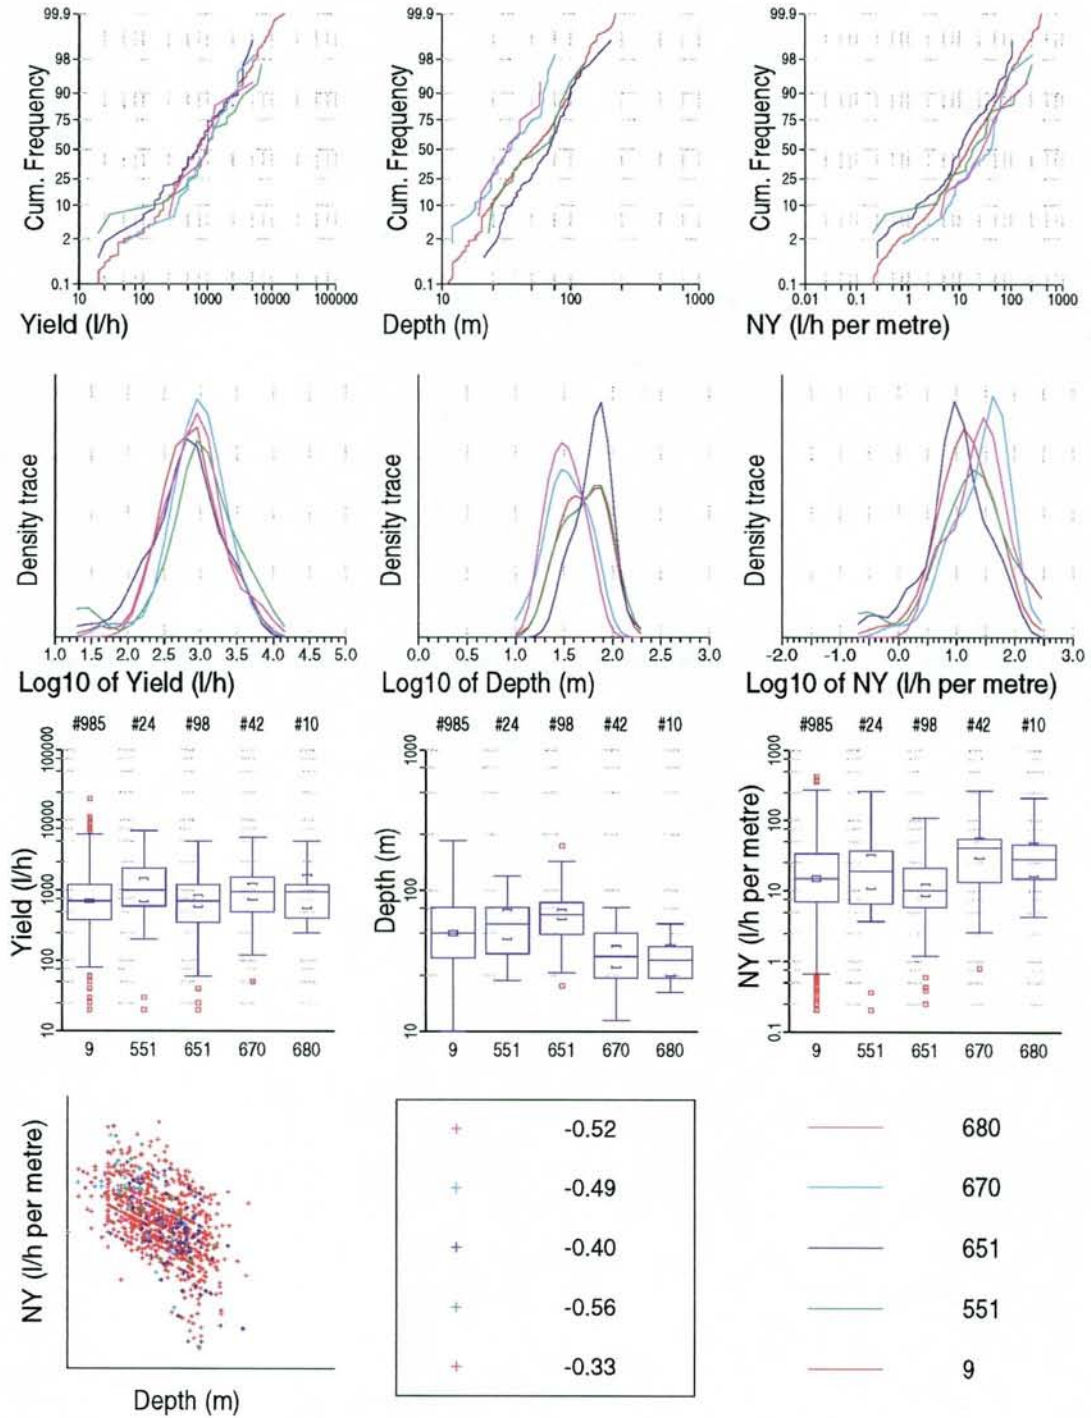 99.9 99.9 99.9
98 98 98
90 90 90
75 75 75
50 50 50
25 25 25
10 10 10
2 2 2
0.1 0.1 0.1
Cum. Frequency Cum. Frequency Cum. Frequency
10 100 1000 10000 100000 10 100 1000 0.01 0.1 1 10 100 1000
Yield (l/h) Depth (m) NY (l/h per metre)
Density trace Density trace Density trace
1.0 1.5 2.0 2.5 3.0 3.5 4.0 4.5 5.0 0.0 0.5 1.0 1.5 2.0 2.5 3.0 -2.0 -1.0 0.0 1.0 2.0 3.0
Log10 of Yield (l/h) Log10 of Depth (m) Log10 of NY (l/h per metre)
#985 #24 #98 #42 #10 #985 #24 #98 #42 #10 #985 #24 #98 #42 #10
100000
10000
1000
100
10
Yield (l/h)
1000
100
10
Depth (m)
1000
100
10
1
0.1
NY (l/h per metre)
9 551 651 670 680 9 551 651 670 680 9 551 651 670 680
NY (l/h per metre)
Depth (m)
-0.52 680
-0.49 670
-0.40 651
-0.56 551
-0.33 9